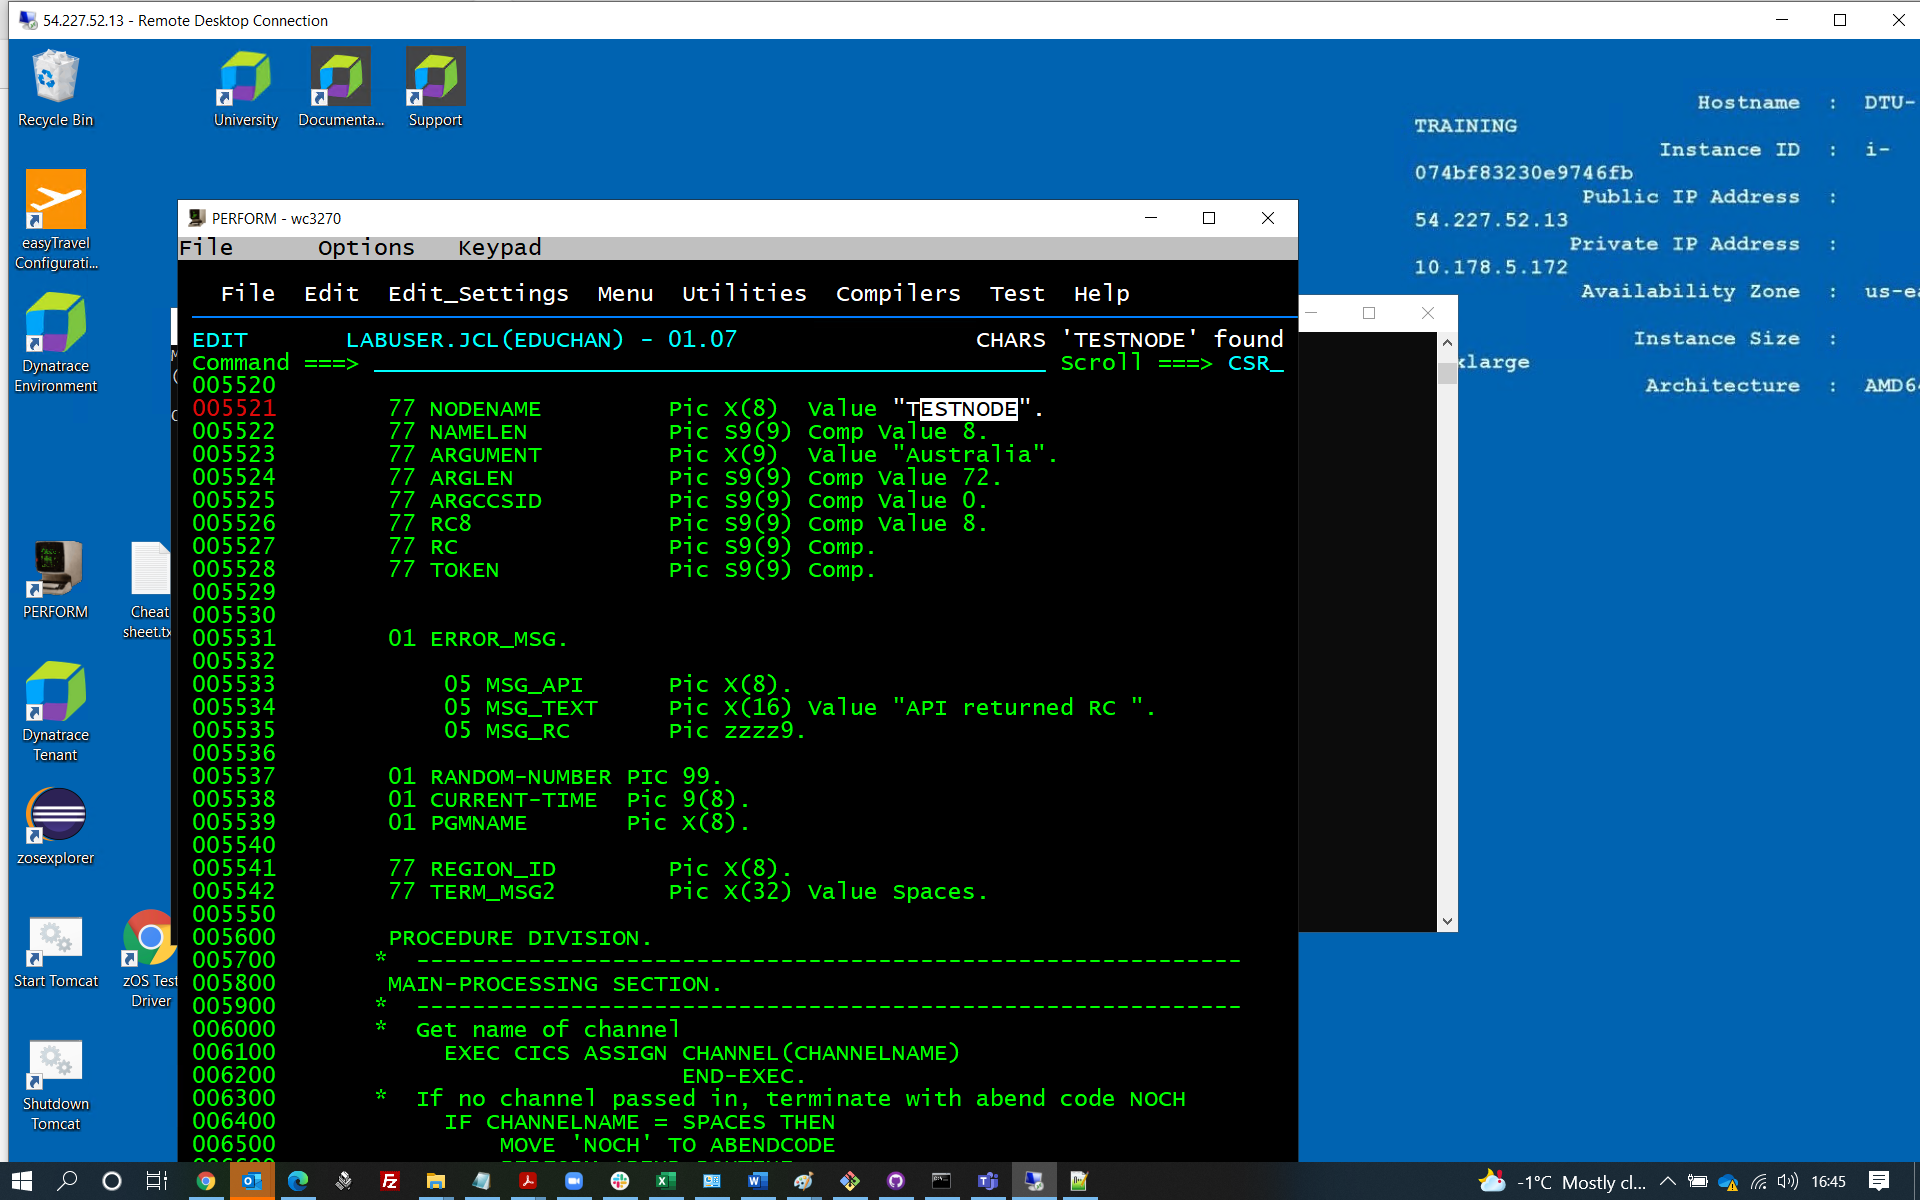 54.227.52.13 - Remote Desktop Connection
Recycle Bin
University
Documenta...
Support
Hostname : DTU-
TRAINING
Instance ID : i-
074bf83230e9746fb
Public IP Address :
54.227.52.13
Private IP Address :
10.178.5.172
Availability Zone : us-ea
Instance Size :
xlarge
Architecture : AMD64
easyTravel
Configurati...
Dynatrace
Environment
PERFORM
Cheat
sheet.tx
Dynatrace
Tenant
zosexplorer
Start Tomcat
zOS Test
Driver
Shutdown
Tomcat
PERFORM - wc3270
File Options Keypad
File Edit Edit_Settings Menu Utilities Compilers Test Help
EDIT LABUSER.JCL(EDUCHAN) - 01.07 CHARS 'TESTNODE' found
Command ===> Scroll ===> CSR_
005520
005521 77 NODENAME Pic X(8) Value "TESTNODE".
005522 77 NAMELEN Pic S9(9) Comp Value 8.
005523 77 ARGUMENT Pic X(9) Value "Australia".
005524 77 ARGLEN Pic S9(9) Comp Value 72.
005525 77 ARGCCSID Pic S9(9) Comp Value 0.
005526 77 RC8 Pic S9(9) Comp Value 8.
005527 77 RC Pic S9(9) Comp.
005528 77 TOKEN Pic S9(9) Comp.
005529
005530
005531 01 ERROR_MSG.
005532
005533 05 MSG_API Pic X(8).
005534 05 MSG_TEXT Pic X(16) Value "API returned RC ".
005535 05 MSG_RC Pic zzzz9.
005536
005537 01 RANDOM-NUMBER PIC 99.
005538 01 CURRENT-TIME Pic 9(8).
005539 01 PGMNAME Pic X(8).
005540
005541 77 REGION_ID Pic X(8).
005542 77 TERM_MSG2 Pic X(32) Value Spaces.
005550
005600 PROCEDURE DIVISION.
005700 * -----------------------------------------------------------
005800 MAIN-PROCESSING SECTION.
005900 * -----------------------------------------------------------
006000 * Get name of channel
006100 EXEC CICS ASSIGN CHANNEL(CHANNELNAME)
006200 END-EXEC.
006300 * If no channel passed in, terminate with abend code NOCH
006400 IF CHANNELNAME = SPACES THEN
006500 MOVE 'NOCH' TO ABENDCODE
-1°C Mostly cl... 16:45